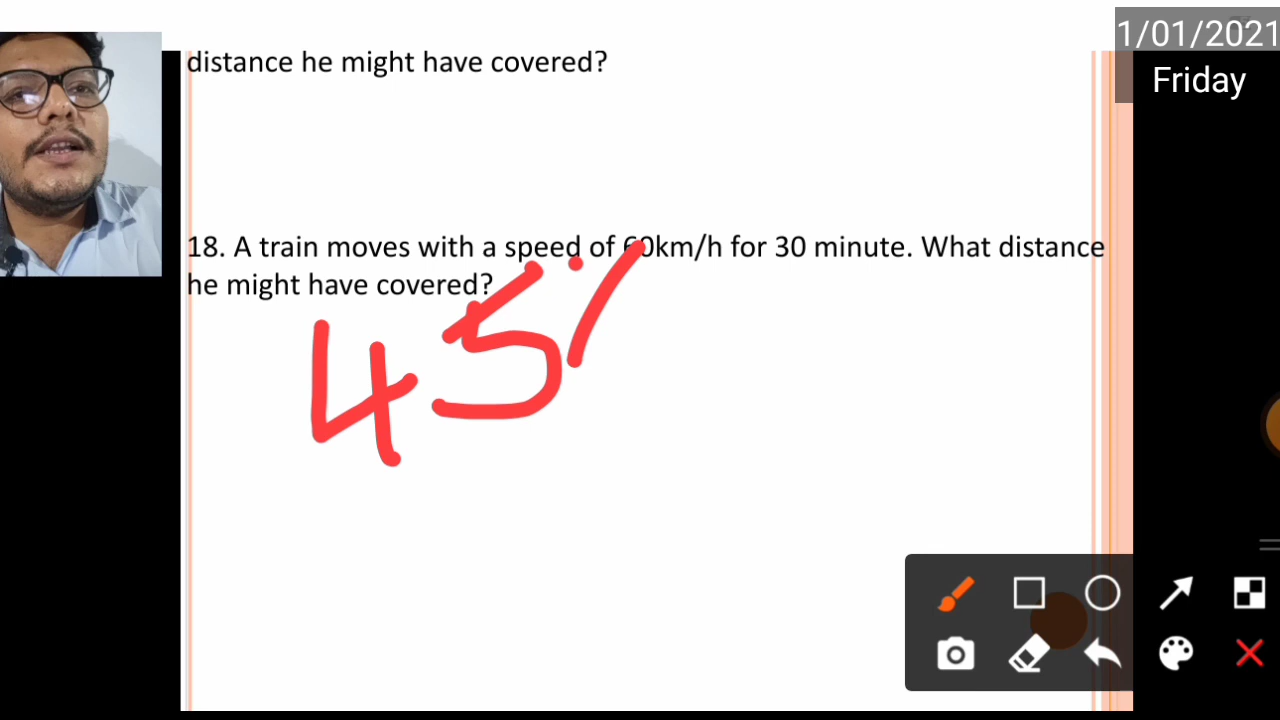 1/01/2021
Friday
distance he might have covered?
18. A train moves with a speed of 60km/h for 30 minute. What distance
he might have covered?
45%